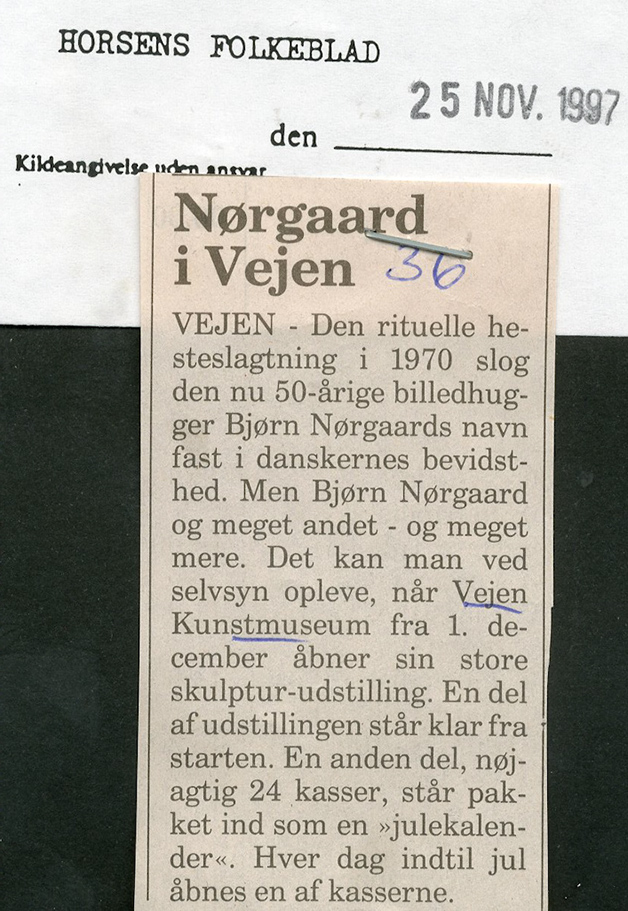 HORSENS FOLKEBLAD
25 NOV. 1997
den
Kildeangivelse uden ansvar
Nørgaard
i Vejen
36
VEJEN - Den rituelle he-
steslagtning i 1970 slog
den nu 50-årige billedhug-
ger Bjørn Nørgaards navn
fast i danskernes bevidst-
hed. Men Bjørn Nørgaard
og meget andet - og meget
mere. Det kan man ved
selvsyn opleve, når Vejen
Kunstmuseum fra 1. de-
cember åbner sin store
skulptur-udstilling. En del
af udstillingen står klar fra
starten. En anden del, nøj-
agtig 24 kasser, står pak-
ket ind som en »julekalen-
der«. Hver dag indtil jul
åbnes en af kasserne.